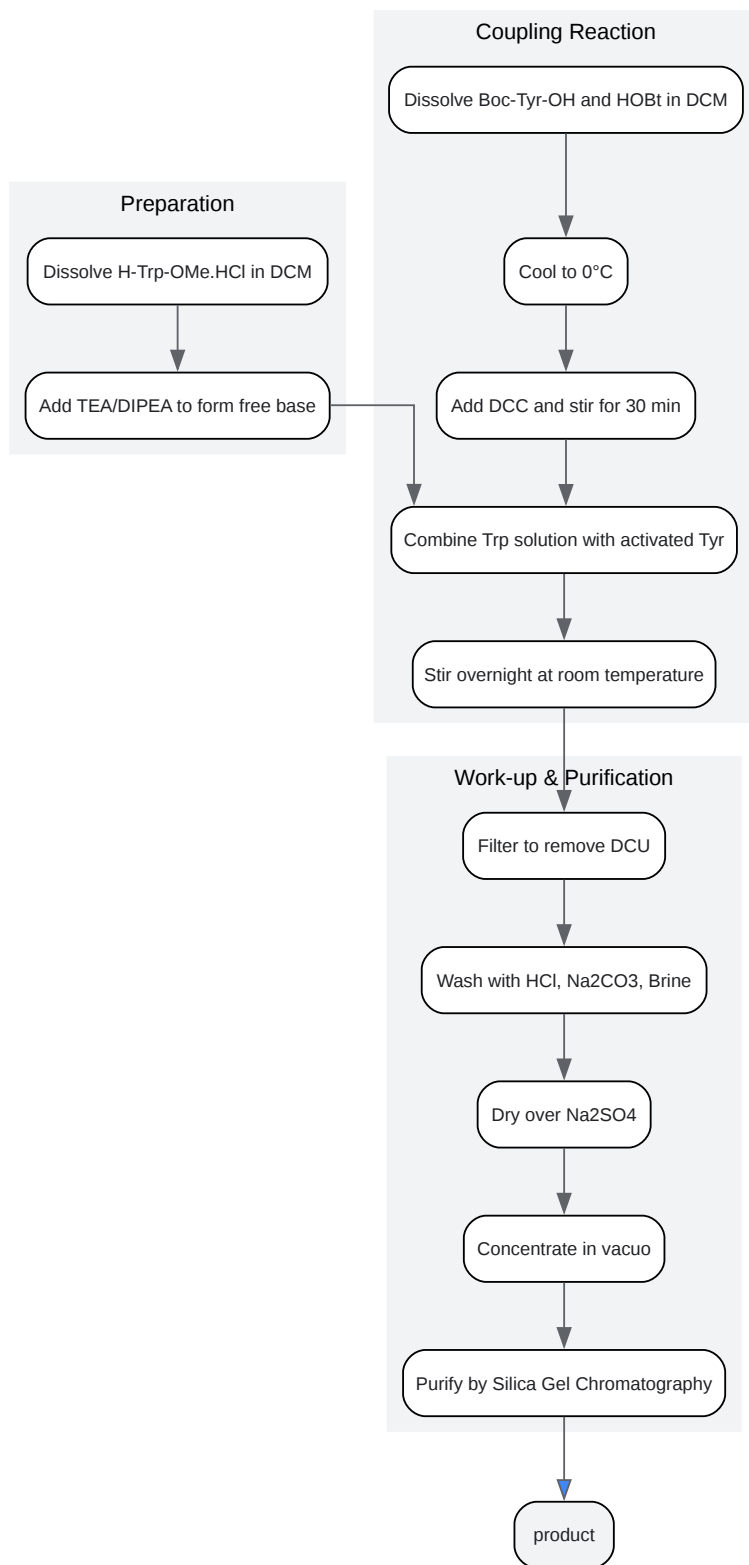 Preparation
Dissolve H-Trp-OMe.HCl in DCM
Add TEA/DIPEA to form free base
Coupling Reaction
Dissolve Boc-Tyr-OH and HOBt in DCM
Cool to 0°C
Add DCC and stir for 30 min
Combine Trp solution with activated Tyr
Stir overnight at room temperature
Work-up & Purification
Filter to remove DCU
Wash with HCl, Na2CO3, Brine
Dry over Na2SO4
Concentrate in vacuo
Purify by Silica Gel Chromatography
product